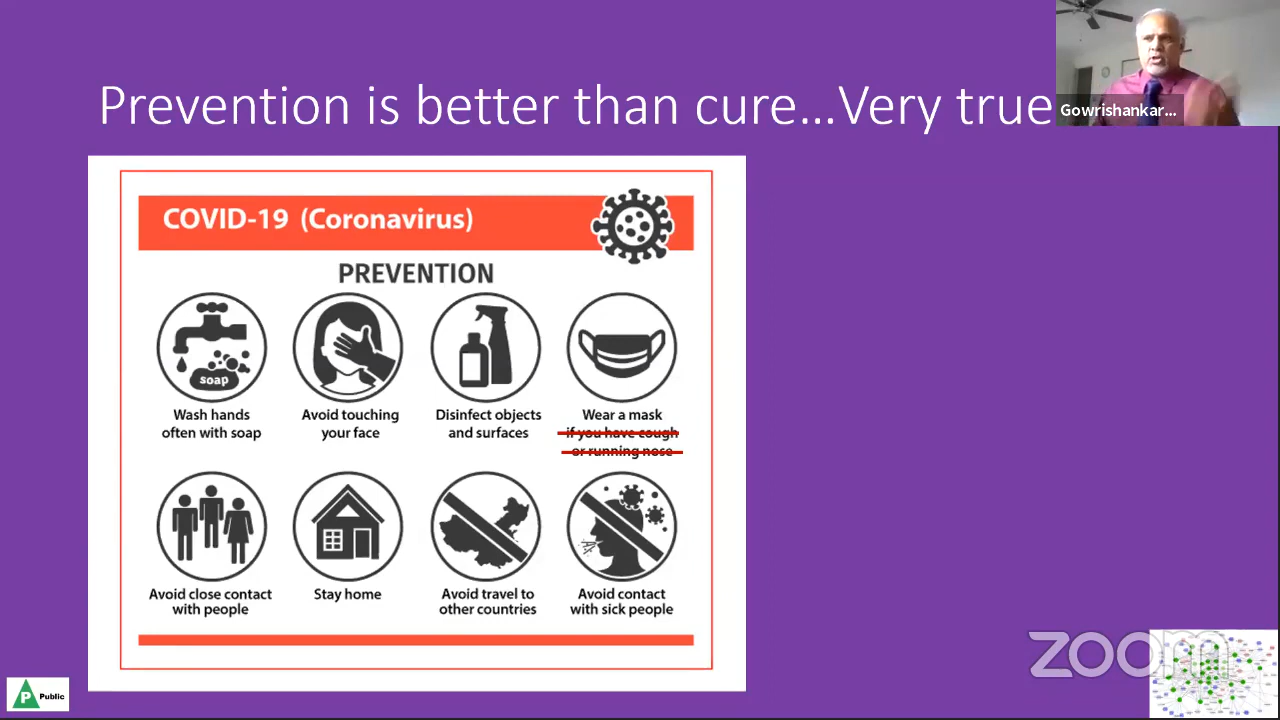 Prevention is better than cure...Very true
Gowrishankar...
COVID-19 (Coronavirus)
PREVENTION
soap
Wash hands
often with soap
Avoid touching
your face
Disinfect objects
and surfaces
Wear a mask
if you have cough
or running nose
Avoid close contact
with people
Stay home
Avoid travel to
other countries
Avoid contact
with sick people
zoom
P Public